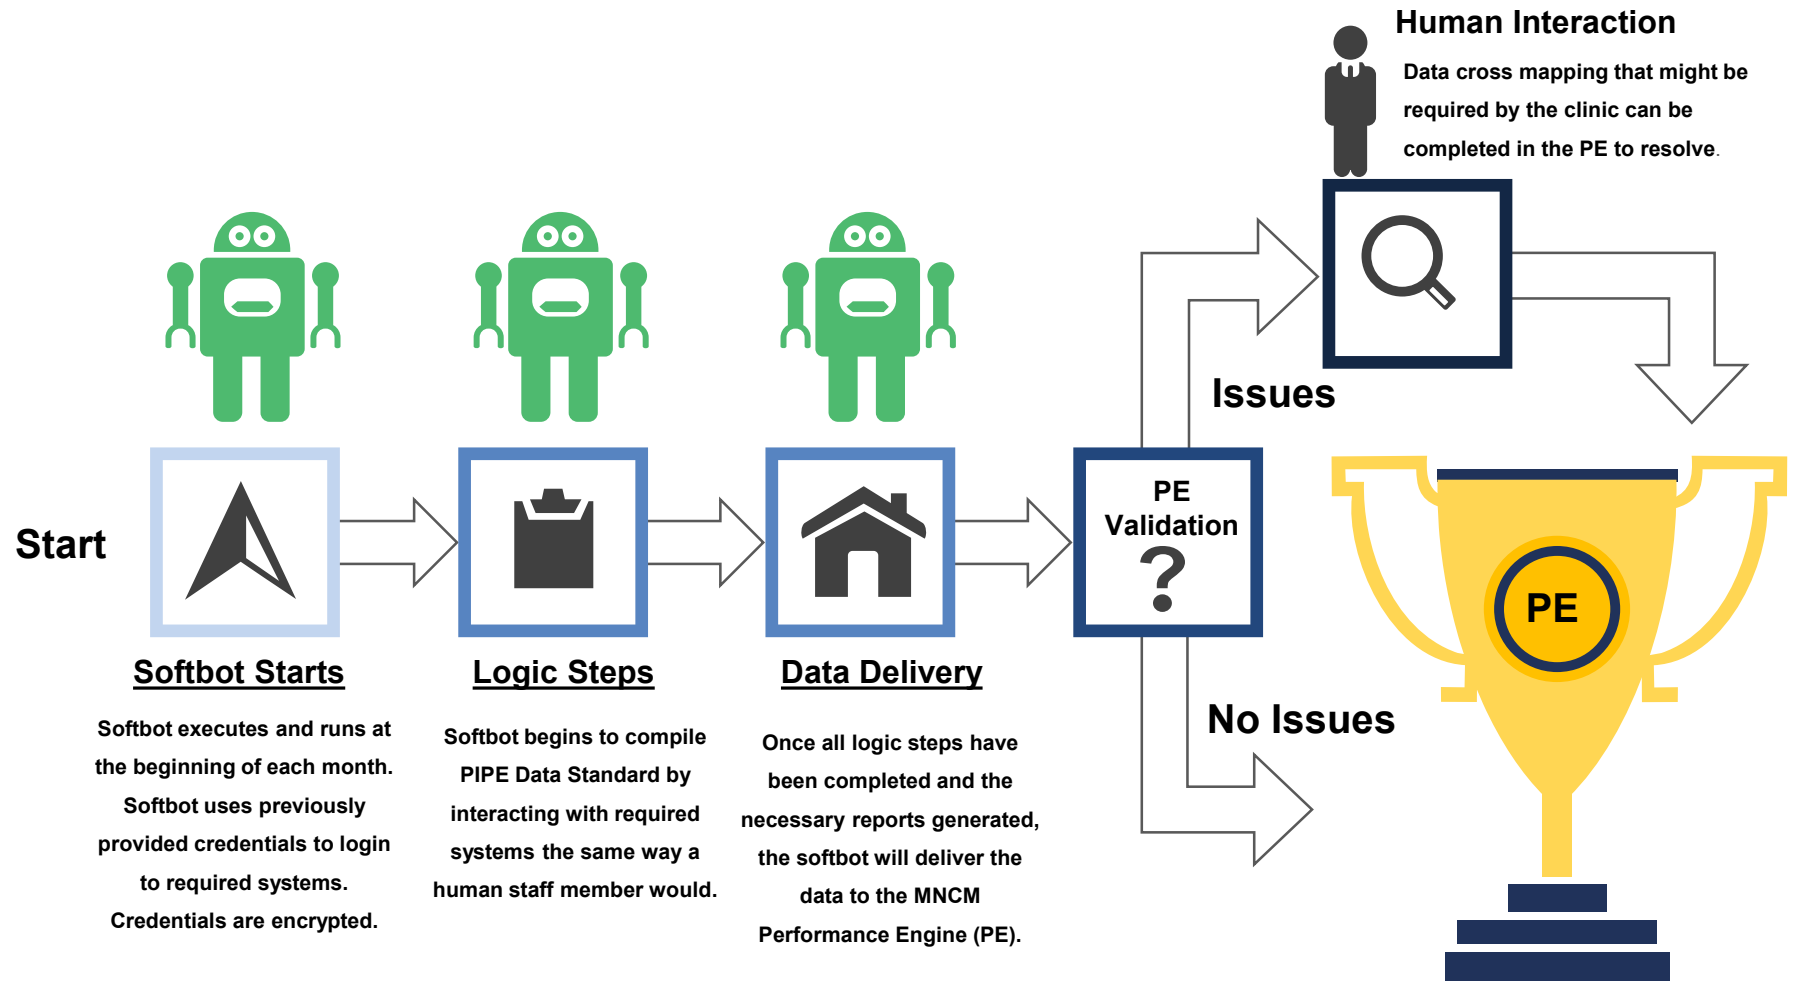 Human Interaction
Data cross mapping that might be
required by the clinic can be
completed in the PE to resolve.
Issues
Start
PE
Validation
?
PE
Softbot Starts
Softbot executes and runs at
the beginning of each month.
Softbot uses previously
provided credentials to login
to required systems.
Credentials are encrypted.
Logic Steps
Softbot begins to compile
PIPE Data Standard by
interacting with required
systems the same way a
human staff member would.
Data Delivery
Once all logic steps have
been completed and the
necessary reports generated,
the softbot will deliver the
data to the MNCM
Performance Engine (PE).
No Issues